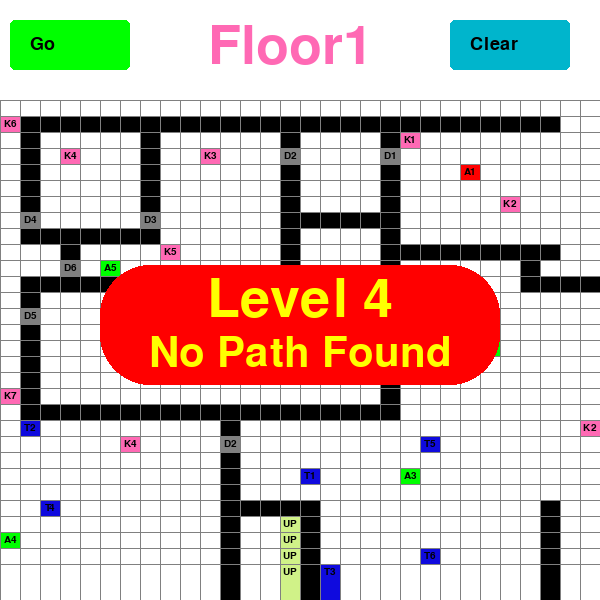 Go Floor1 Clear
K6
K1
K4 K3 D2 D1
A1
K2
D4 D3
K5
D6 A5
Level 4
D5
No Path Found
K7
T2 K2
K4 D2 T5
T1 A3
T4
UP
A4 UP
UP T6
UP T3